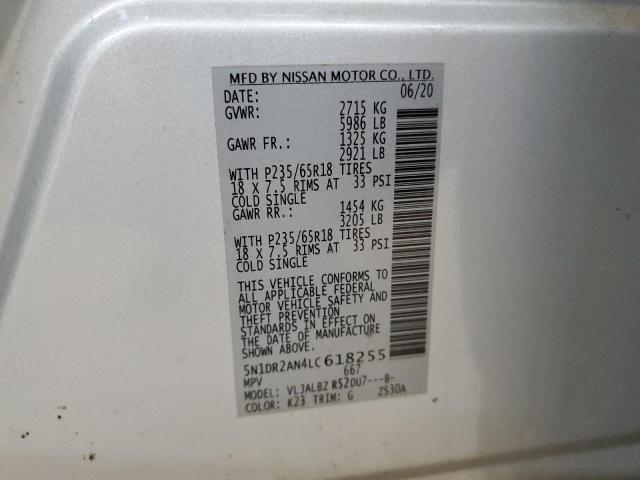 MFD BY NISSAN MOTOR CO., LTD.
DATE: 06/20
GVWR: 2715 KG
5986 LB
GAWR FR.: 1325 KG
2921 LB
WITH P235/65R18 TIRES
18 X 7.5 RIMS AT 33 PSI
COLD SINGLE
GAWR RR.: 1454 KG
3205 LB
WITH P235/65R18 TIRES
18 X 7.5 RIMS AT 33 PSI
COLD SINGLE
THIS VEHICLE CONFORMS TO
ALL APPLICABLE FEDERAL
MOTOR VEHICLE SAFETY AND
THEFT PREVENTION
STANDARDS IN EFFECT ON
THE DATE OF MANUFACTURE
SHOWN ABOVE.
5N1DR2AN4LC618255
MPV 667
MODEL: VLJALBZ R52DU7---B-
COLOR: K23 TRIM: G ZS30A